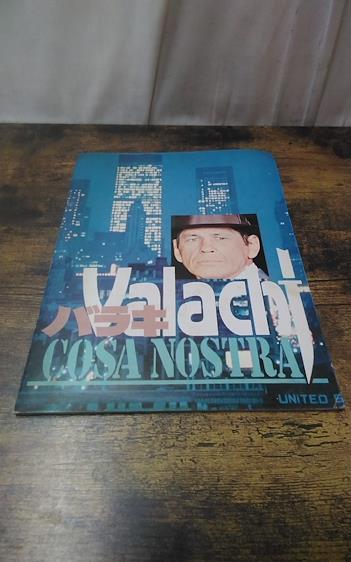 Valachi
バラキ
COSA NOSTRA
UNITED S